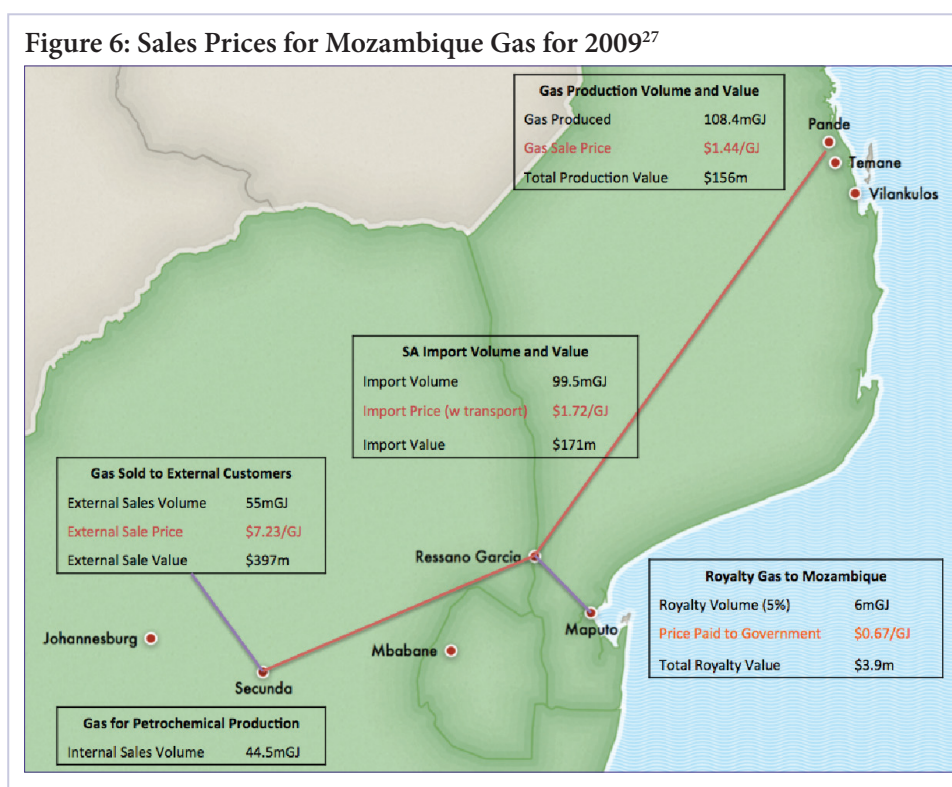 Figure 6: Sales Prices for Mozambique Gas for 2009²⁷
Gas Production Volume and Value
Gas Produced 108.4mGJ
Gas Sale Price $1.44/GJ
Total Production Value $156m
Pande
Temane
Vilankulos
SA Import Volume and Value
Import Volume 99.5mGJ
Import Price (w transport) $1.72/GJ
Import Value $171m
Gas Sold to External Customers
External Sales Volume 55mGJ
External Sale Price $7.23/GJ
External Sale Value $397m
Ressano Garcia
Royalty Gas to Mozambique
Royalty Volume (5%) 6mGJ
Price Paid to Government $0.67/GJ
Total Royalty Value $3.9m
Maputo
Johannesburg
Mbabane
Secunda
Gas for Petrochemical Production
Internal Sales Volume 44.5mGJ